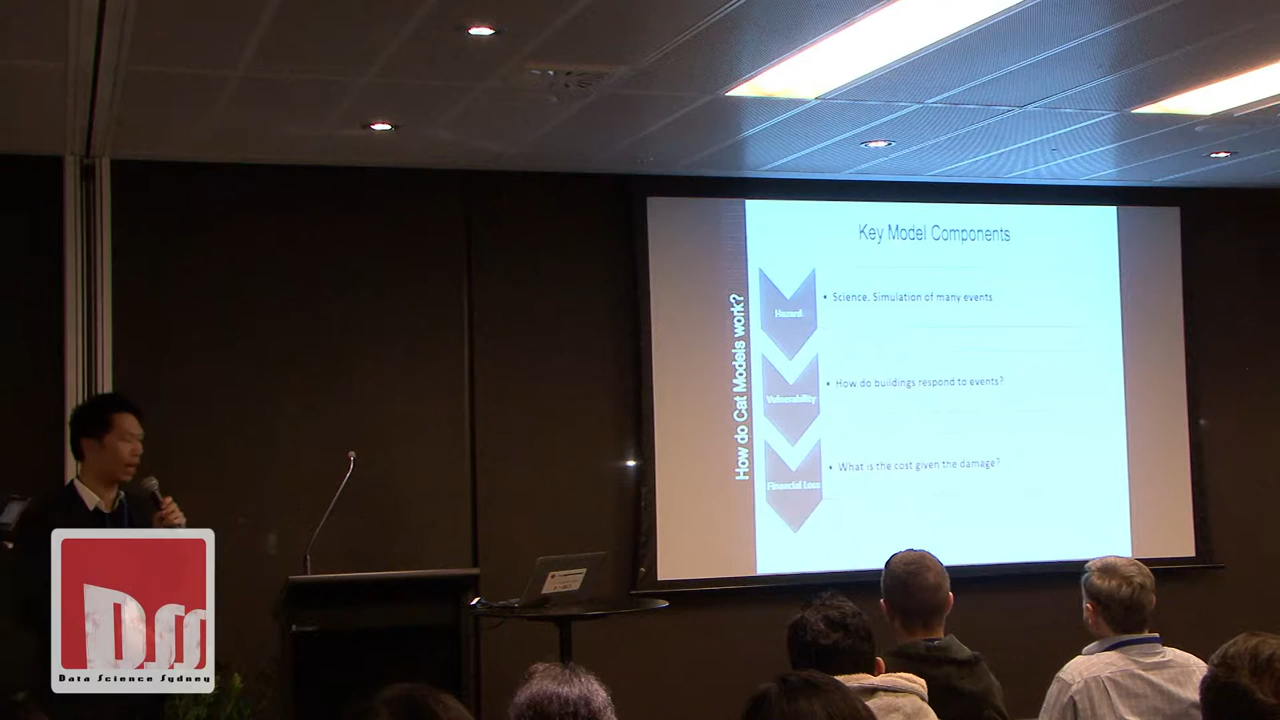 Key Model Components
How do Cat Models work?
Hazard
• Science. Simulation of many events
Vulnerability
• How do buildings respond to events?
Financial Loss
• What is the cost given the damage?
DSS
Data Science Sydney